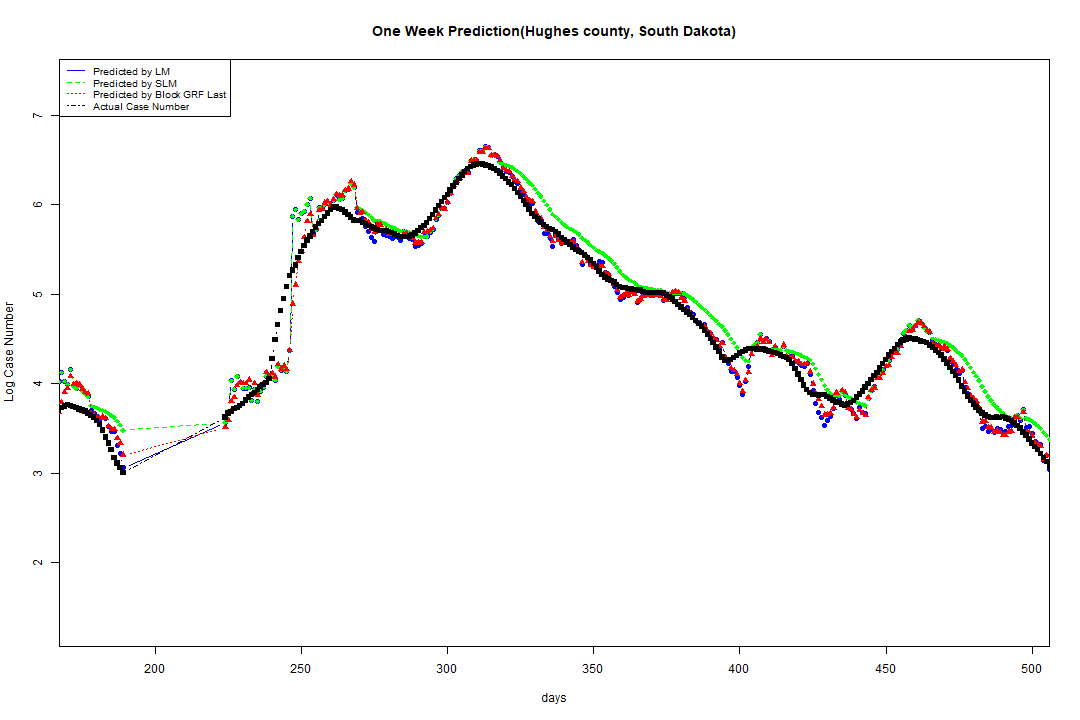 One Week Prediction(Hughes county, South Dakota)
Predicted by LM
Predicted by SLM
Predicted by Block GRF Last
Actual Case Number
Log Case Number
7
6
5
4
3
2
200 250 300 350 400 450 500
days